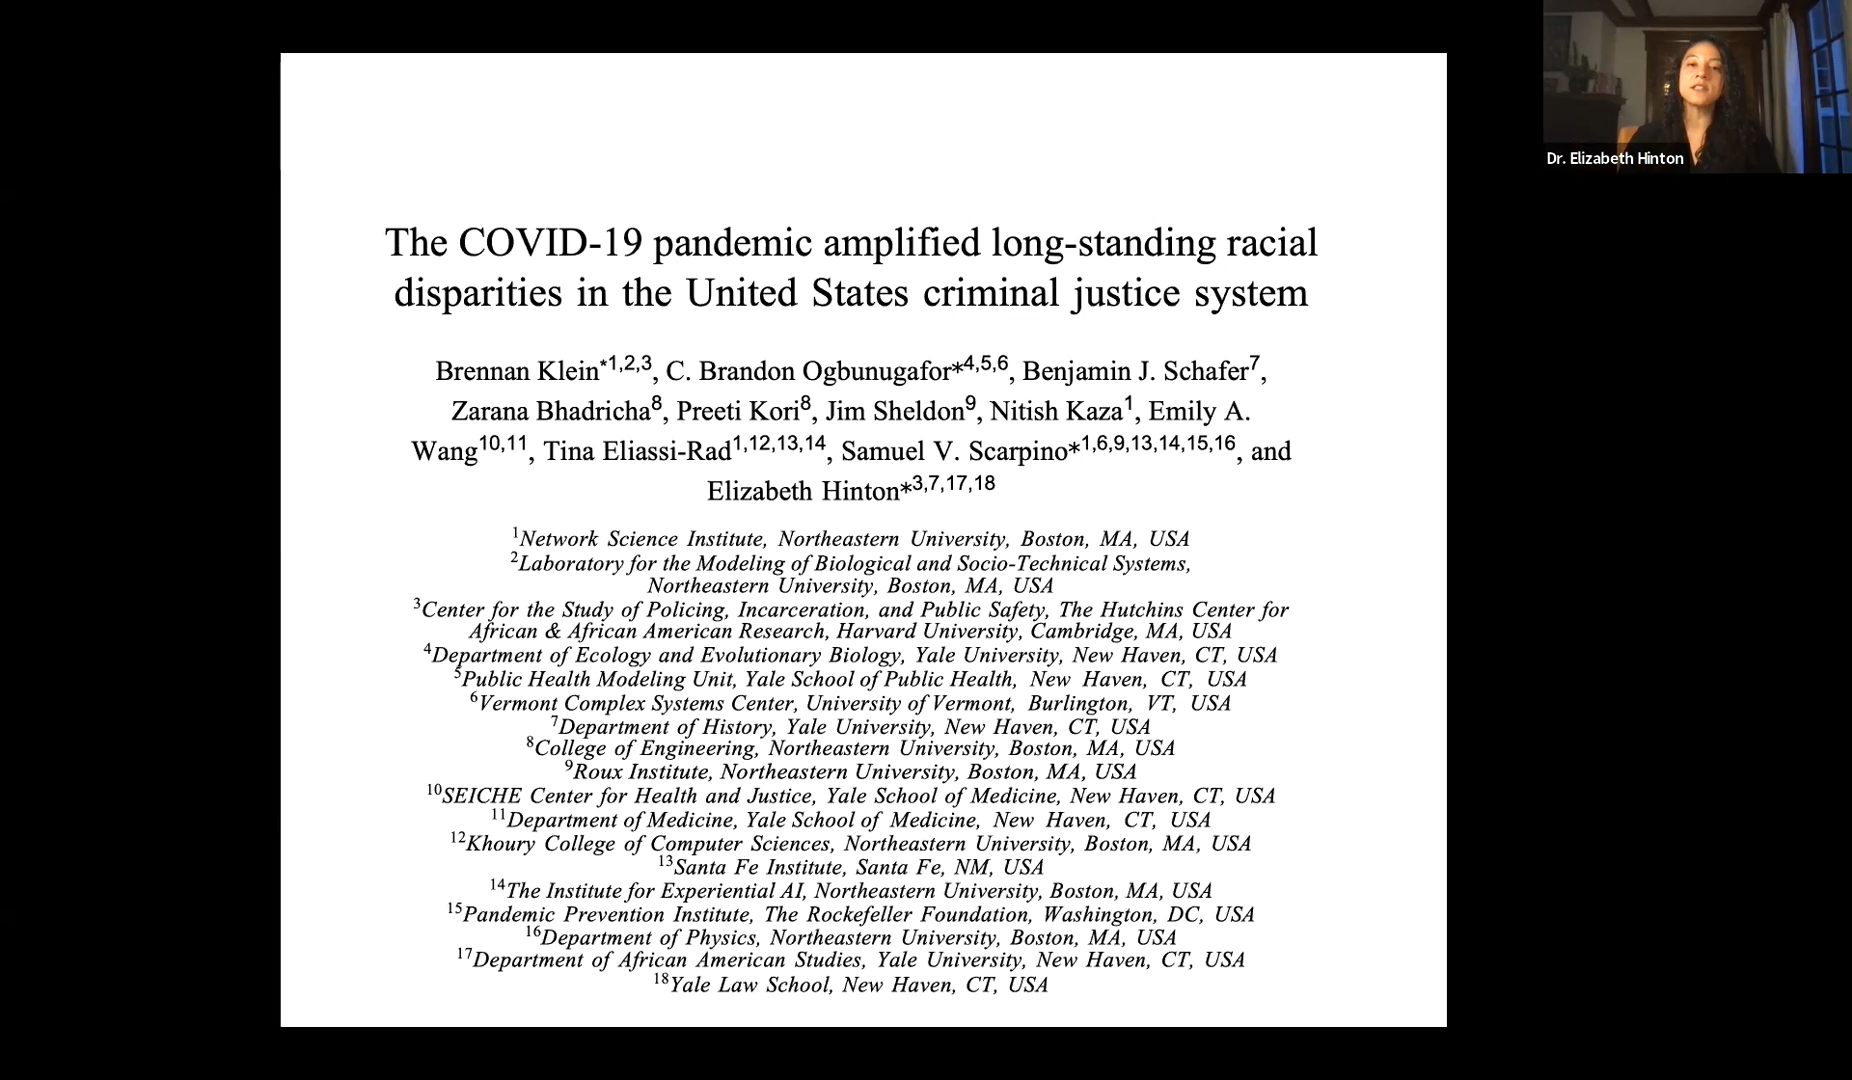 The COVID-19 pandemic amplified long-standing racial
disparities in the United States criminal justice system
Brennan Klein*1,2,3, C. Brandon Ogbunugafor*4,5,6, Benjamin J. Schafer7,
Zarana Bhadricha8, Preeti Kori8, Jim Sheldon9, Nitish Kaza1, Emily A.
Wang10,11, Tina Eliassi-Rad1,12,13,14, Samuel V. Scarpino*1,6,9,13,14,15,16, and
Elizabeth Hinton*3,7,17,18
1Network Science Institute, Northeastern University, Boston, MA, USA
2Laboratory for the Modeling of Biological and Socio-Technical Systems,
Northeastern University, Boston, MA, USA
3Center for the Study of Policing, Incarceration, and Public Safety, The Hutchins Center for
African & African American Research, Harvard University, Cambridge, MA, USA
4Department of Ecology and Evolutionary Biology, Yale University, New Haven, CT, USA
5Public Health Modeling Unit, Yale School of Public Health, New Haven, CT, USA
6Vermont Complex Systems Center, University of Vermont, Burlington, VT, USA
7Department of History, Yale University, New Haven, CT, USA
8College of Engineering, Northeastern University, Boston, MA, USA
9Roux Institute, Northeastern University, Boston, MA, USA
10SEICHE Center for Health and Justice, Yale School of Medicine, New Haven, CT, USA
11Department of Medicine, Yale School of Medicine, New Haven, CT, USA
12Khoury College of Computer Sciences, Northeastern University, Boston, MA, USA
13Santa Fe Institute, Santa Fe, NM, USA
14The Institute for Experiential AI, Northeastern University, Boston, MA, USA
15Pandemic Prevention Institute, The Rockefeller Foundation, Washington, DC, USA
16Department of Physics, Northeastern University, Boston, MA, USA
17Department of African American Studies, Yale University, New Haven, CT, USA
18Yale Law School, New Haven, CT, USA
Dr. Elizabeth Hinton